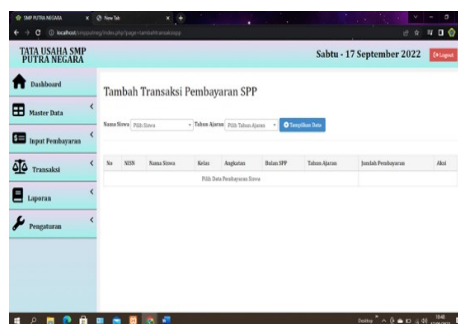 SMP PUTRA NEGARA
New Tab
TATA USAHA SMP
PUTRA NEGARA
Sabtu - 17 September 2022
Logout
Dashboard
Master Data
Input Pembayaran
Transaksi
Laporan
Pengaturan
Tambah Transaksi Pembayaran SPP
Nama Siswa Pilih Siswa Tahun Ajaran Pilih Tahun Ajaran Tampilkan Data
No NISN Nama Siswa Kelas Angkatan Bulan SPP Tahun Ajaran Jumlah Pembayaran Aksi
Pilih Data Pembayaran Siswa
Desktop